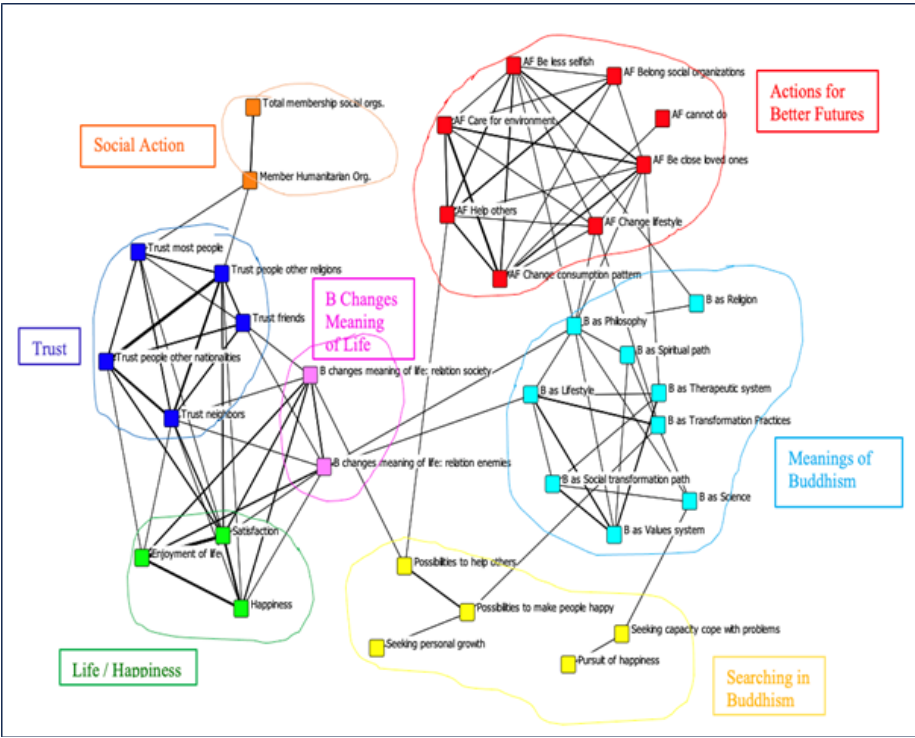 AF Be less selfish
AF Belong social organizations
Actions for
Better Futures
Total membership social orgs.
AF Care for environment
AF cannot do
Social Action
AF Be close loved ones
Member Humanitarian Org.
AF Help others
AF Change lifestyle
Trust most people
Trust people other religions
AF Change consumption pattern
B Changes
Meaning
of Life
B as Religion
Trust friends
B as Philosophy
Trust
Trust people other nationalities
B as Spiritual path
B changes meaning of life: relation society
B as Lifestyle
B as Therapeutic system
Trust neighbors
B as Transformation Practices
B changes meaning of life: relation enemies
Meanings of
Buddhism
B as Social transformation path
B as Science
Satisfaction
B as Values system
Enjoyment of life
Possibilities to help others
Happiness
Possibilities to make people happy
Seeking capacity cope with problems
Seeking personal growth
Pursuit of happiness
Life / Happiness
Searching in
Buddhism